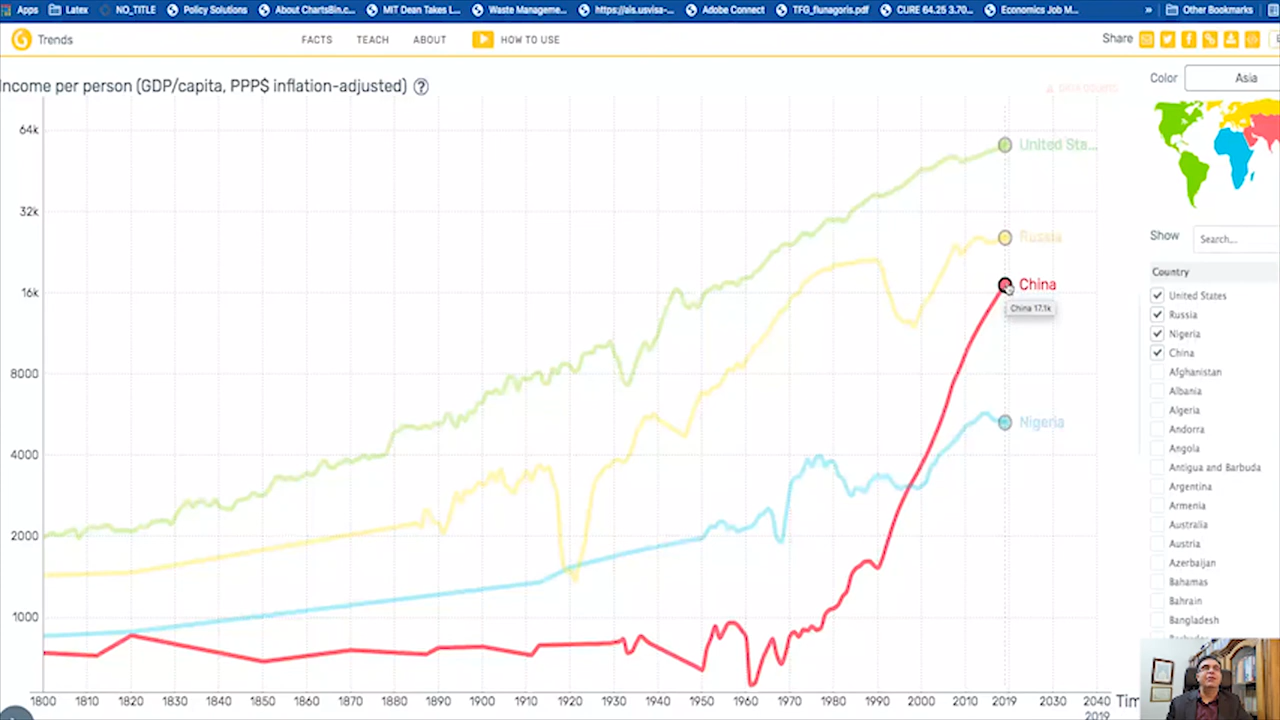 Apps Latex NO_TITLE Policy Solutions About ChartsBin.c... MIT Dean Takes L... Waste Manageme... https://ais.usvisa-... Adobe Connect TFG_flunagoris.pdf CURE 64.25 3.70... Economics Job M... » Other Bookmarks
Trends FACTS TEACH ABOUT HOW TO USE Share
Income per person (GDP/capita, PPP$ inflation-adjusted) ?
Color Asia
64k
32k
16k
8000
4000
2000
1000
United Sta...
Russia
China
China 17.1k
Nigeria
1800 1810 1820 1830 1840 1850 1860 1870 1880 1890 1900 1910 1920 1930 1940 1950 1960 1970 1980 1990 2000 2010 2019 2030 2040 Tim
2019
Show Search...
Country
United States
Russia
Nigeria
China
Afghanistan
Albania
Algeria
Andorra
Angola
Antigua and Barbuda
Argentina
Armenia
Australia
Austria
Azerbaijan
Bahamas
Bahrain
Bangladesh